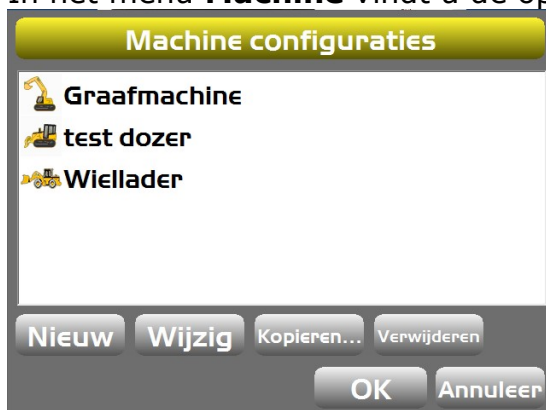 In het menu Machine vindt u de op
Machine configuraties
Graafmachine
test dozer
Wiellader
Nieuw Wijzig Kopieren... Verwijderen
OK Annuleer